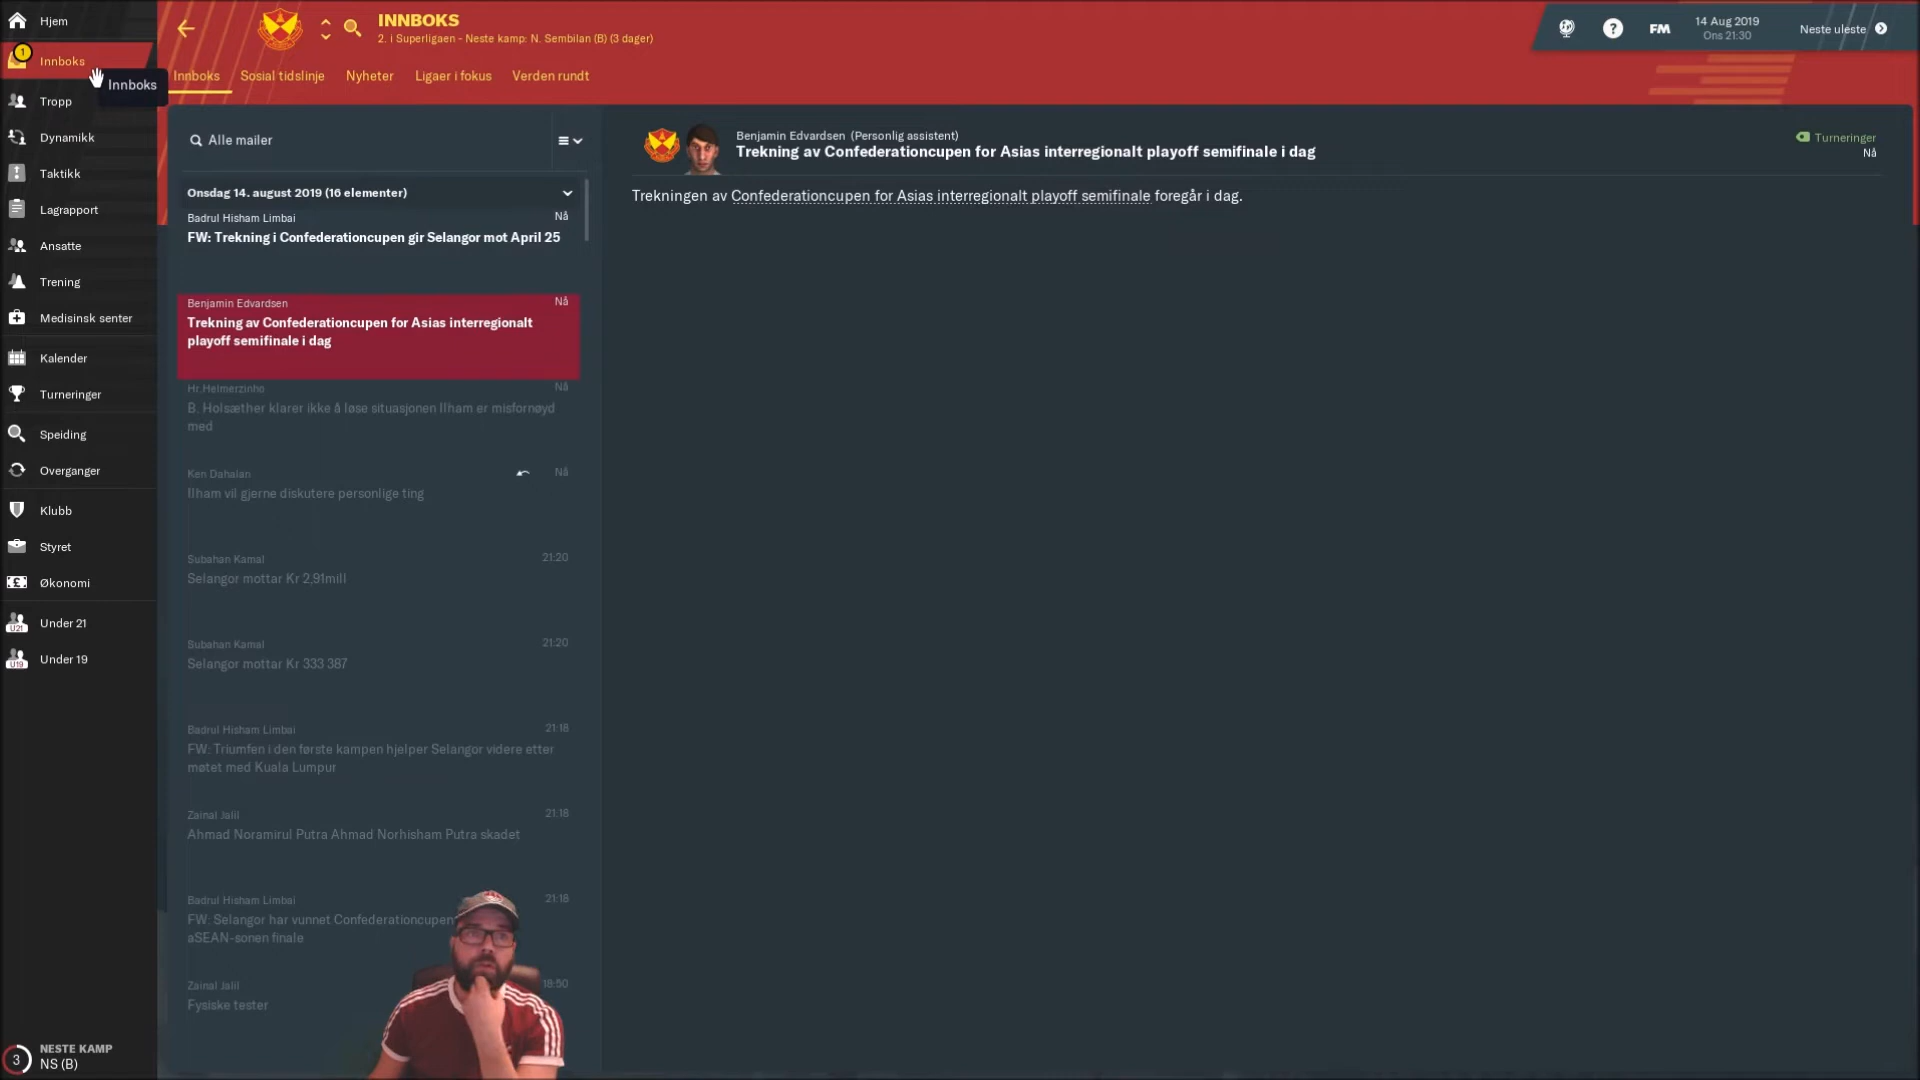 Hjem
1
Innboks
Innboks
Tropp
Dynamikk
Taktikk
Lagrapport
Ansatte
Trening
Medisinsk senter
Kalender
Turneringer
Speiding
Overganger
Klubb
Styret
Økonomi
U21
Under 21
U19
Under 19
3
NESTE KAMP
NS (B)
INNBOKS
2. i Superligaen - Neste kamp: N. Sembilan (B) (3 dager)
?
FM
14 Aug 2019
Ons 21:30
Neste uleste
Innboks
Sosial tidslinje
Nyheter
Ligaer i fokus
Verden rundt
Alle mailer
Onsdag 14. august 2019 (16 elementer)
Badrul Hisham Limbai
Nå
FW: Trekning i Confederationcupen gir Selangor mot April 25
Benjamin Edvardsen
Nå
Trekning av Confederationcupen for Asias interregionalt
playoff semifinale i dag
Hr.Helmerzinho
Nå
B. Holsæther klarer ikke å løse situasjonen Ilham er misfornøyd
med
Ken Dahalan
Nå
Ilham vil gjerne diskutere personlige ting
Subahan Kamal
21:20
Selangor mottar Kr 2,91mill
Subahan Kamal
21:20
Selangor mottar Kr 333 387
Badrul Hisham Limbai
21:18
FW: Triumfen i den første kampen hjelper Selangor videre etter
møtet med Kuala Lumpur
Zainal Jalil
21:18
Ahmad Noramirul Putra Ahmad Norhisham Putra skadet
Badrul Hisham Limbai
21:18
FW: Selangor har vunnet Confederationcupen
aSEAN-sonen finale
Zainal Jalil
18:50
Fysiske tester
Benjamin Edvardsen (Personlig assistent)
Trekning av Confederationcupen for Asias interregionalt playoff semifinale i dag
Turneringer
Nå
Trekningen av Confederationcupen for Asias interregionalt playoff semifinale foregår i dag.